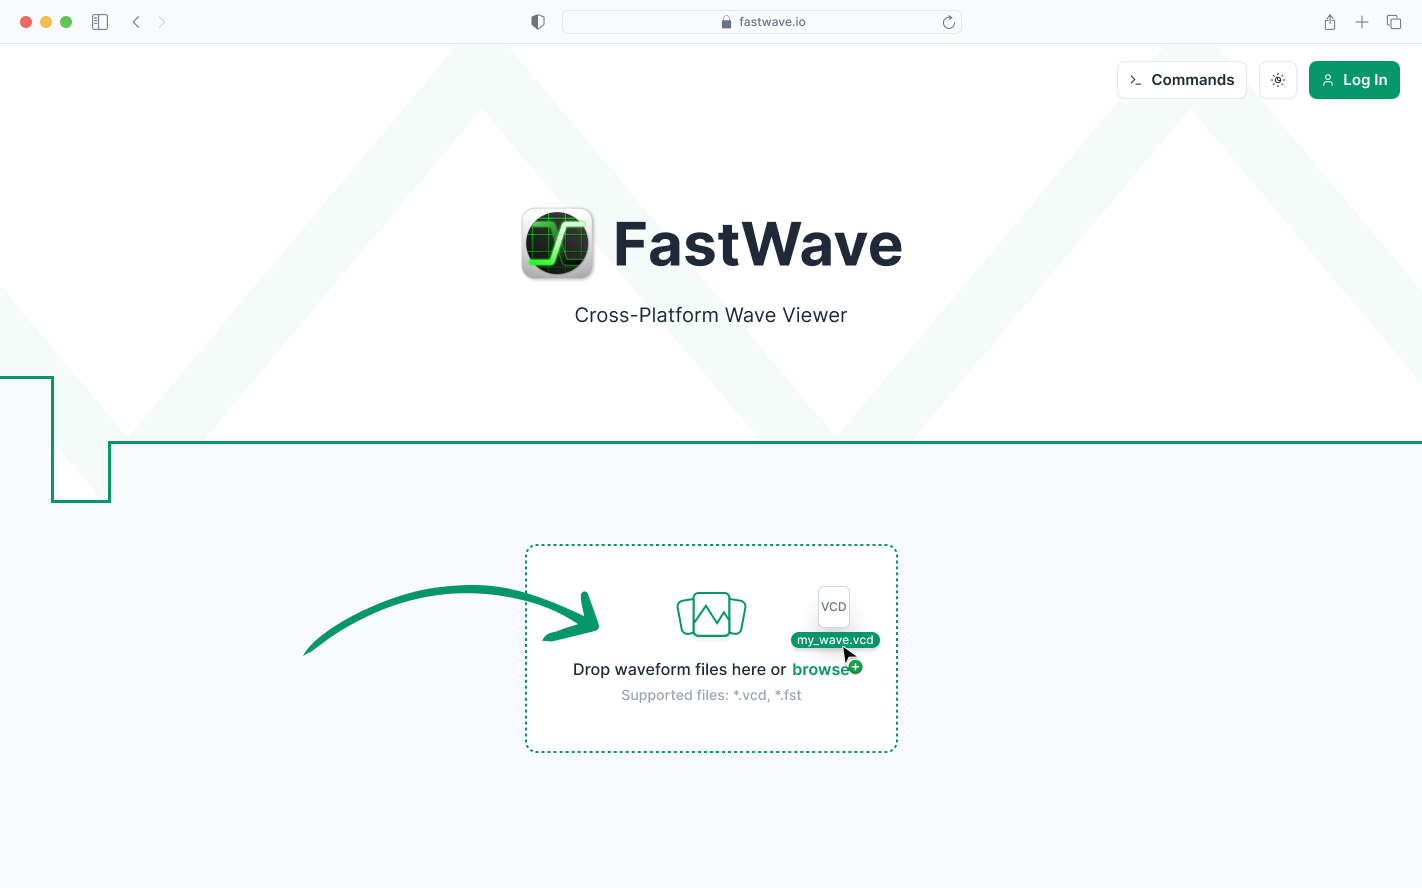 fastwave.io
Commands
Log In
FastWave
Cross-Platform Wave Viewer
VCD
my_wave.vcd
Drop waveform files here or browse
Supported files: *.vcd, *.fst